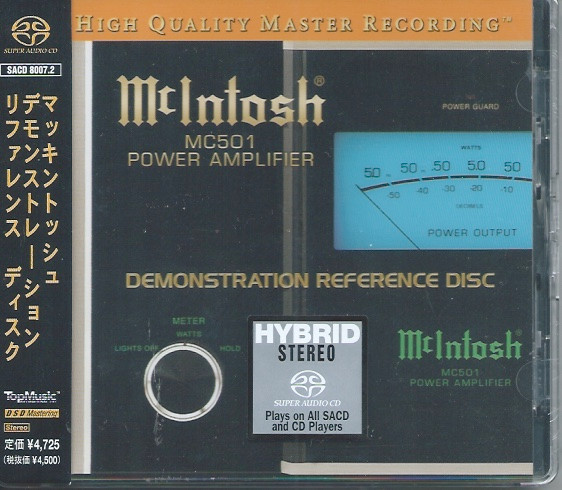 SUPER AUDIO CD
SACD 8007.2
マッキントッシュ
デモンストレーション
リファレンス ディスク
TopMusic
DSD Mastering
Stereo
定価 ¥4,725
(税抜価 ¥4,500)
HIGH QUALITY MASTER RECORDING™
McIntosh®
MC501
POWER AMPLIFIER
POWER GUARD
WATTS
.50 .50 .50 5.0 50
-50 -40 -30 -20 -10
DECIBELS
POWER OUTPUT
DEMONSTRATION REFERENCE DISC
METER
WATTS
LIGHTS OFF HOLD
HYBRID
STEREO
SUPER AUDIO CD
Plays on All SACD
and CD Players
McIntosh®
MC501
POWER AMPLIFIER